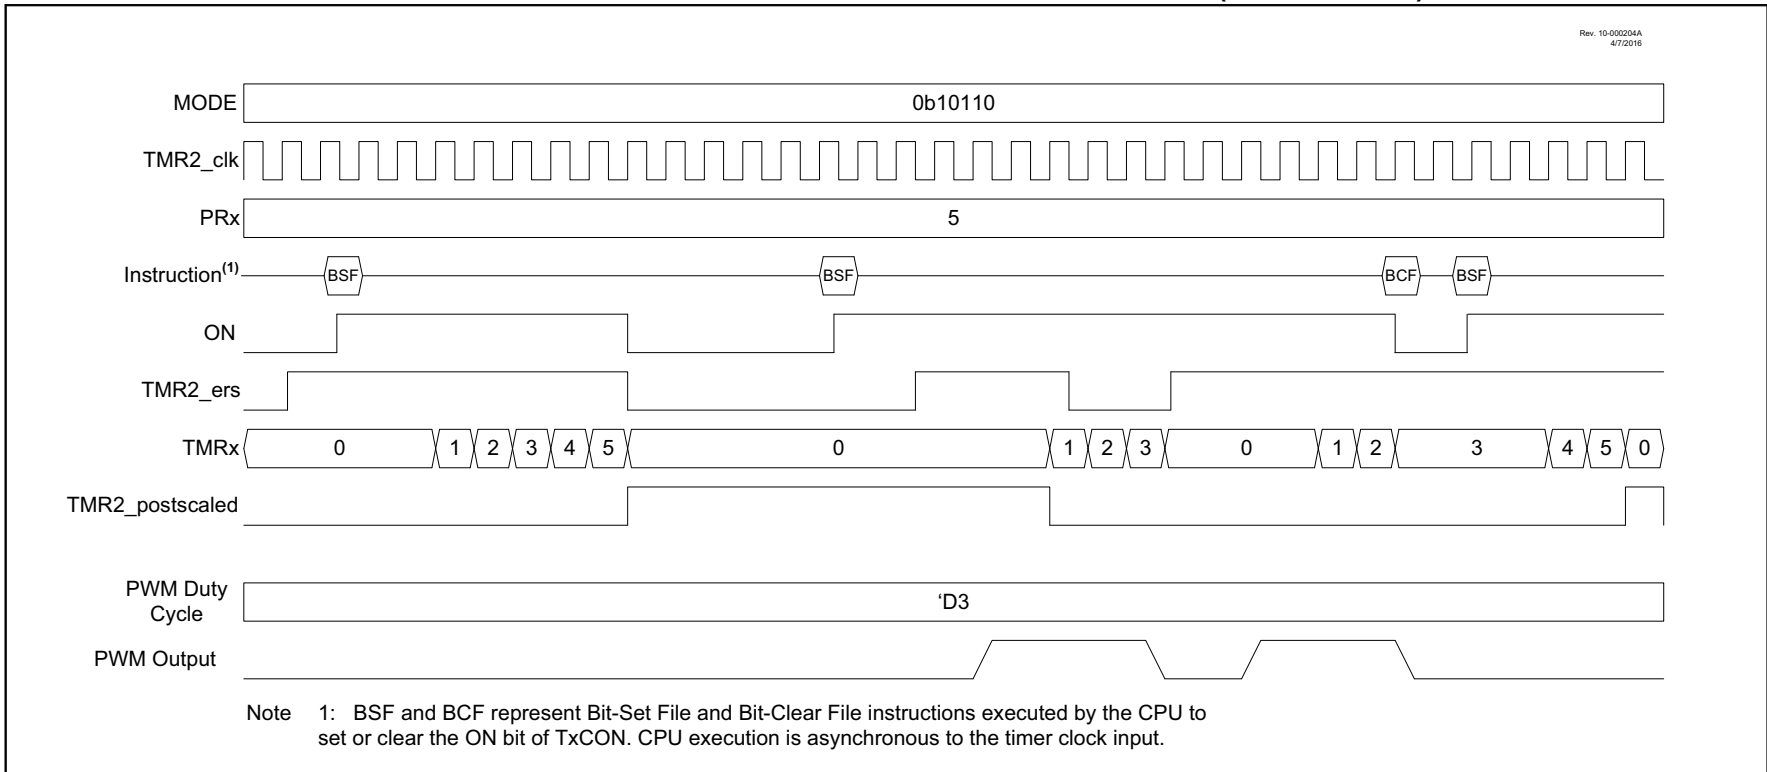 Rev. 10-000204A
4/7/2016
MODE 0b10110
TMR2_clk
PRx 5
Instruction(1) BSF BSF BCF BSF
ON
TMR2_ers
TMRx 0 1 2 3 4 5 0 1 2 3 0 1 2 3 4 5 0
TMR2_postscaled
PWM Duty
Cycle
‘D3
PWM Output
Note 1: BSF and BCF represent Bit-Set File and Bit-Clear File instructions executed by the CPU to
set or clear the ON bit of TxCON. CPU execution is asynchronous to the timer clock input.